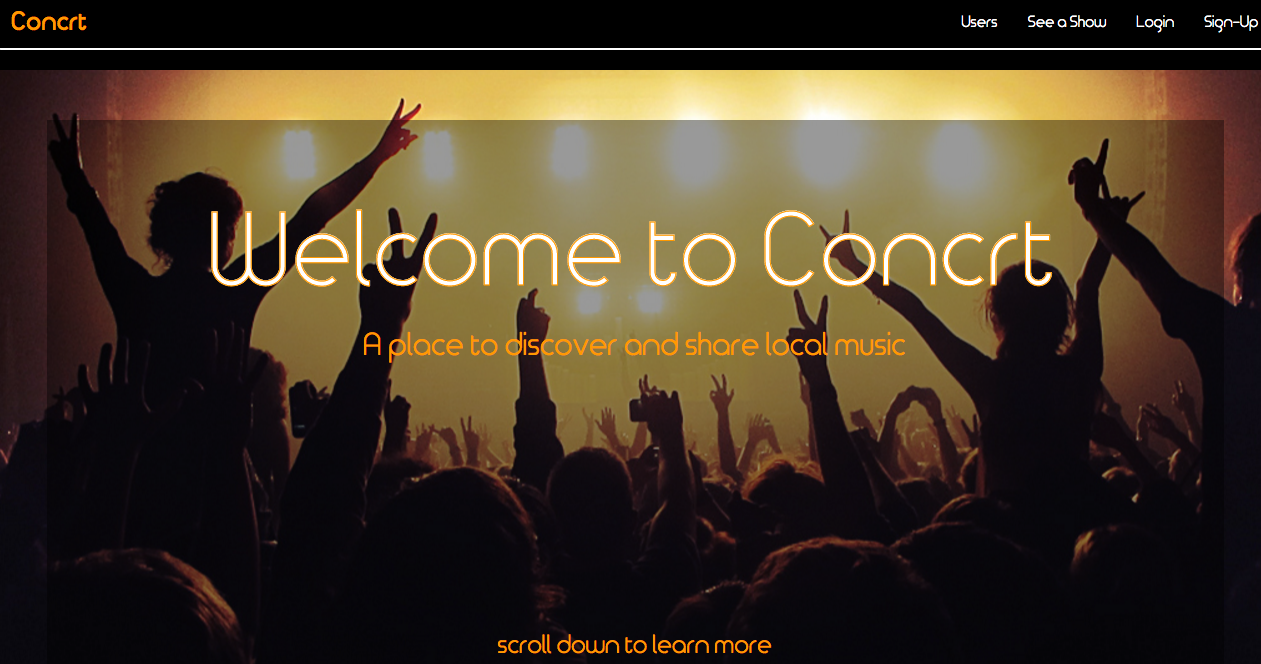 Concrt
Users See a Show Login Sign-Up
Welcome to Concrt
A place to discover and share local music
scroll down to learn more